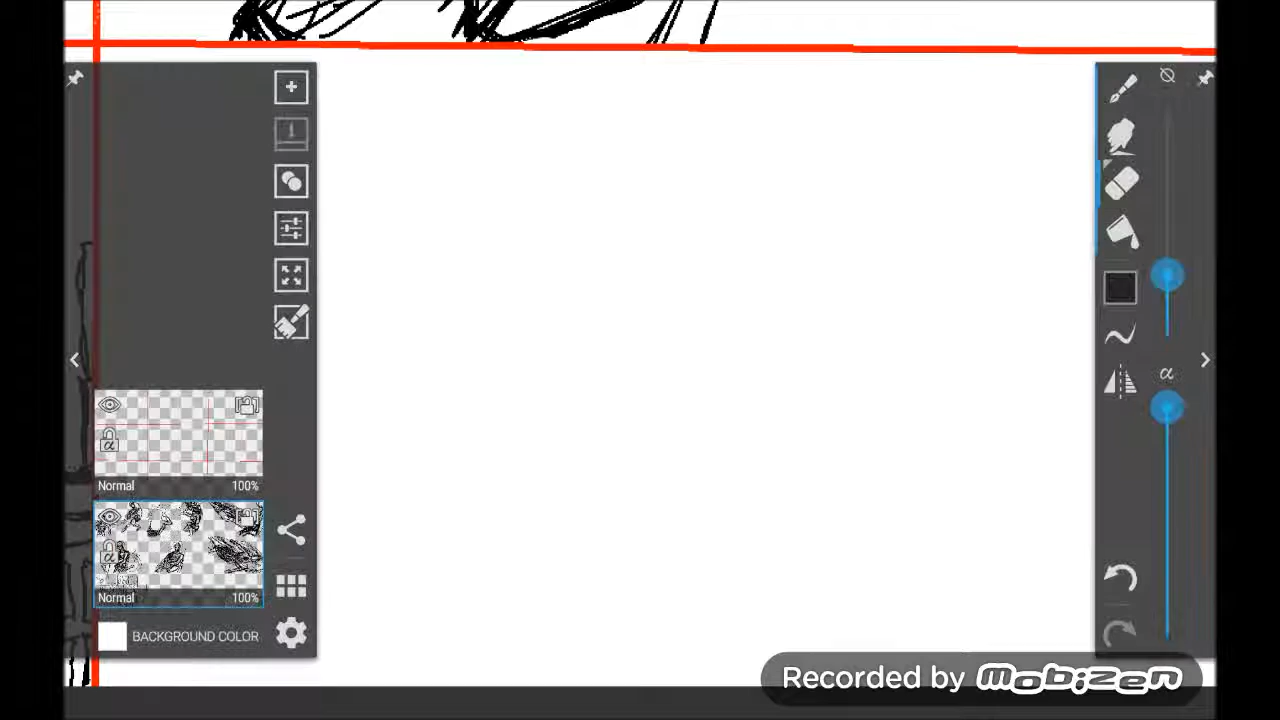 α
α
Normal 100%
α
Normal 100%
BACKGROUND COLOR
Recorded by mobizen